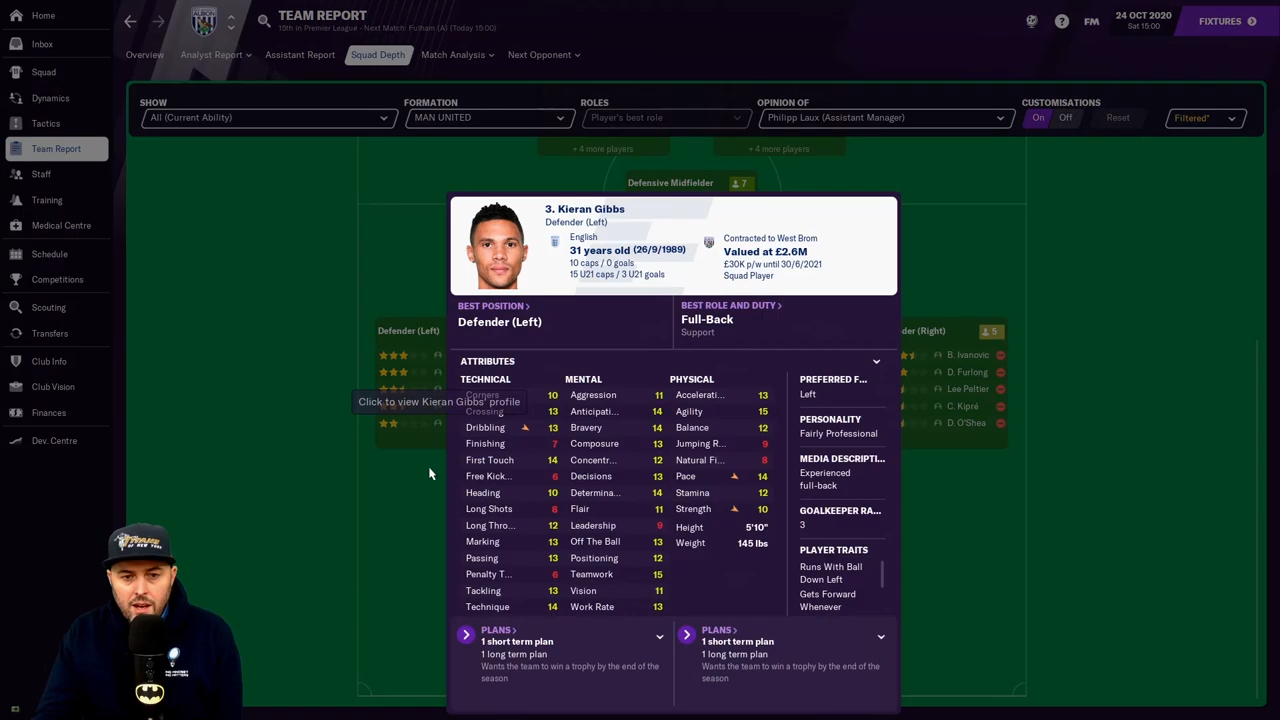 Home
Inbox
Squad
Dynamics
Tactics
Team Report
Staff
Training
Medical Centre
Schedule
Competitions
Scouting
Transfers
Club Info
Club Vision
Finances
Dev. Centre
TEAM REPORT
15th in Premier League - Next Match: Fulham (A) (Today 15:00)
FM
24 OCT 2020
Sat 15:00
FIXTURES
Overview
Analyst Report
Assistant Report
Squad Depth
Match Analysis
Next Opponent
SHOW
All (Current Ability)
FORMATION
MAN UNITED
ROLES
Player's best role
OPINION OF
Philipp Laux (Assistant Manager)
CUSTOMISATIONS
On
Off
Reset
Filtered*
+ 4 more players
+ 4 more players
Defensive Midfielder
7
3. Kieran Gibbs
Defender (Left)
English
31 years old (26/9/1989)
10 caps / 0 goals
15 U21 caps / 3 U21 goals
Contracted to West Brom
Valued at £2.6M
£30K p/w until 30/6/2021
Squad Player
BEST POSITION
Defender (Left)
BEST ROLE AND DUTY
Full-Back
Support
Defender (Left)
Click to view Kieran Gibbs' profile
der (Right)
5
B. Ivanovic
D. Furlong
Lee Peltier
C. Kipré
D. O'Shea
ATTRIBUTES
TECHNICAL
Corners 10
Crossing 13
Dribbling 13
Finishing 7
First Touch 14
Free Kick... 6
Heading 10
Long Shots 8
Long Thro... 12
Marking 13
Passing 13
Penalty T... 6
Tackling 13
Technique 14
MENTAL
Aggression 11
Anticipati... 14
Bravery 14
Composure 13
Concentr... 12
Decisions 13
Determina... 14
Flair 11
Leadership 9
Off The Ball 13
Positioning 12
Teamwork 15
Vision 11
Work Rate 13
PHYSICAL
Accelerati... 13
Agility 15
Balance 12
Jumping R... 9
Natural Fi... 8
Pace 14
Stamina 12
Strength 10
Height 5'10"
Weight 145 lbs
PREFERRED F...
Left
PERSONALITY
Fairly Professional
MEDIA DESCRIPTI...
Experienced
full-back
GOALKEEPER RA...
3
PLAYER TRAITS
Runs With Ball
Down Left
Gets Forward
Whenever
PLANS
1 short term plan
1 long term plan
Wants the team to win a trophy by the end of the
season
PLANS
1 short term plan
1 long term plan
Wants the team to win a trophy by the end of the
season